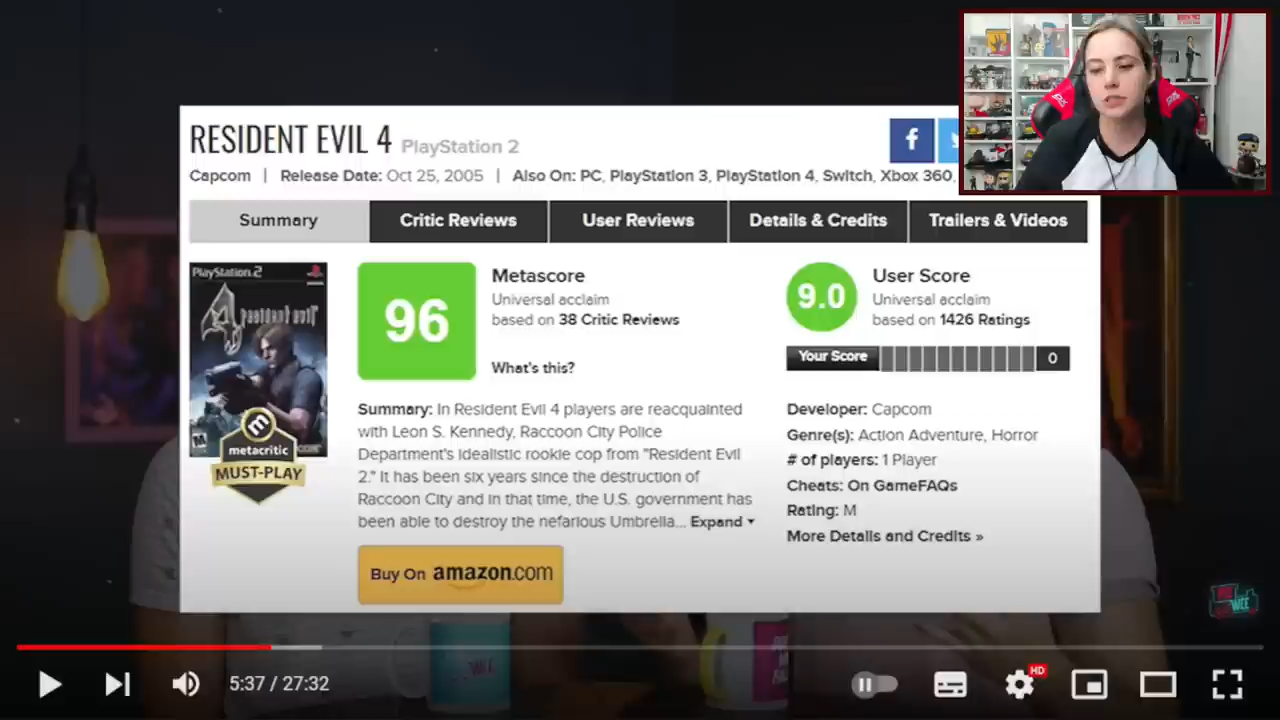 RESIDENT EVIL 4 PlayStation 2
Capcom | Release Date: Oct 25, 2005 | Also On: PC, PlayStation 3, PlayStation 4, Switch, Xbox 360,
Summary Critic Reviews User Reviews Details & Credits Trailers & Videos
PlayStation 2
resident evil 4
M
metacritic
MUST-PLAY
96
Metascore
Universal acclaim
based on 38 Critic Reviews
What's this?
9.0
User Score
Universal acclaim
based on 1426 Ratings
Your Score 0
Summary: In Resident Evil 4 players are reacquainted
with Leon S. Kennedy, Raccoon City Police
Department's idealistic rookie cop from "Resident Evil
2." It has been six years since the destruction of
Raccoon City and in that time, the U.S. government has
been able to destroy the nefarious Umbrella... Expand
Buy On amazon.com
Developer: Capcom
Genre(s): Action Adventure, Horror
# of players: 1 Player
Cheats: On GameFAQs
Rating: M
More Details and Credits »
5:37 / 27:32
HD